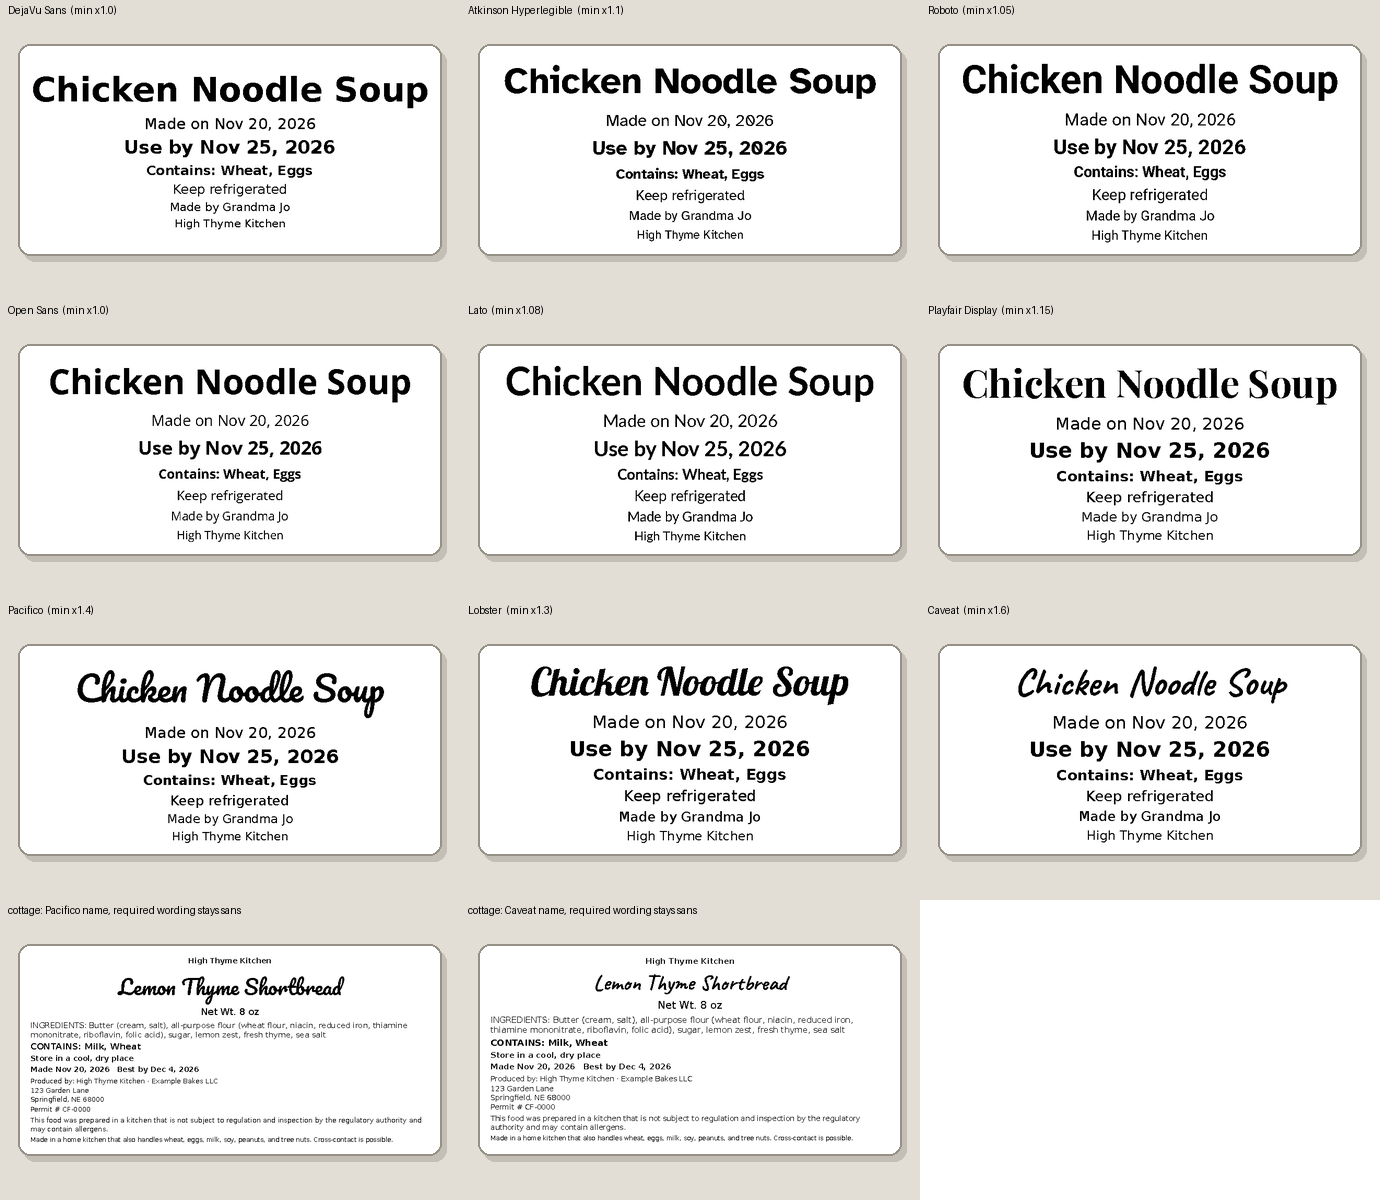 DejaVu Sans (min x1.0)
Chicken Noodle Soup
Made on Nov 20, 2026
Use by Nov 25, 2026
Contains: Wheat, Eggs
Keep refrigerated
Made by Grandma Jo
High Thyme Kitchen
Atkinson Hyperlegible (min x1.1)
Chicken Noodle Soup
Made on Nov 20, 2026
Use by Nov 25, 2026
Contains: Wheat, Eggs
Keep refrigerated
Made by Grandma Jo
High Thyme Kitchen
Roboto (min x1.05)
Chicken Noodle Soup
Made on Nov 20, 2026
Use by Nov 25, 2026
Contains: Wheat, Eggs
Keep refrigerated
Made by Grandma Jo
High Thyme Kitchen
Open Sans (min x1.0)
Chicken Noodle Soup
Made on Nov 20, 2026
Use by Nov 25, 2026
Contains: Wheat, Eggs
Keep refrigerated
Made by Grandma Jo
High Thyme Kitchen
Lato (min x1.08)
Chicken Noodle Soup
Made on Nov 20, 2026
Use by Nov 25, 2026
Contains: Wheat, Eggs
Keep refrigerated
Made by Grandma Jo
High Thyme Kitchen
Playfair Display (min x1.15)
Chicken Noodle Soup
Made on Nov 20, 2026
Use by Nov 25, 2026
Contains: Wheat, Eggs
Keep refrigerated
Made by Grandma Jo
High Thyme Kitchen
Pacifico (min x1.4)
Chicken Noodle Soup
Made on Nov 20, 2026
Use by Nov 25, 2026
Contains: Wheat, Eggs
Keep refrigerated
Made by Grandma Jo
High Thyme Kitchen
Lobster (min x1.3)
Chicken Noodle Soup
Made on Nov 20, 2026
Use by Nov 25, 2026
Contains: Wheat, Eggs
Keep refrigerated
Made by Grandma Jo
High Thyme Kitchen
Caveat (min x1.6)
Chicken Noodle Soup
Made on Nov 20, 2026
Use by Nov 25, 2026
Contains: Wheat, Eggs
Keep refrigerated
Made by Grandma Jo
High Thyme Kitchen
cottage: Pacifico name, required wording stays sans
High Thyme Kitchen
Lemon Thyme Shortbread
Net Wt. 8 oz
INGREDIENTS: Butter (cream, salt), all-purpose flour (wheat flour, niacin, reduced iron, thiamine
mononitrate, riboflavin, folic acid), sugar, lemon zest, fresh thyme, sea salt
CONTAINS: Milk, Wheat
Store in a cool, dry place
Made Nov 20, 2026 Best by Dec 4, 2026
Produced by: High Thyme Kitchen · Example Bakes LLC
123 Garden Lane
Springfield, NE 68000
Permit # CF-0000
This food was prepared in a kitchen that is not subject to regulation and inspection by the regulatory authority and
may contain allergens.
Made in a home kitchen that also handles wheat, eggs, milk, soy, peanuts, and tree nuts. Cross-contact is possible.
cottage: Caveat name, required wording stays sans
High Thyme Kitchen
Lemon Thyme Shortbread
Net Wt. 8 oz
INGREDIENTS: Butter (cream, salt), all-purpose flour (wheat flour, niacin, reduced iron,
thiamine mononitrate, riboflavin, folic acid), sugar, lemon zest, fresh thyme, sea salt
CONTAINS: Milk, Wheat
Store in a cool, dry place
Made Nov 20, 2026 Best by Dec 4, 2026
Produced by: High Thyme Kitchen · Example Bakes LLC
123 Garden Lane
Springfield, NE 68000
Permit # CF-0000
This food was prepared in a kitchen that is not subject to regulation and inspection by the regulatory
authority and may contain allergens.
Made in a home kitchen that also handles wheat, eggs, milk, soy, peanuts, and tree nuts. Cross-contact is possible.